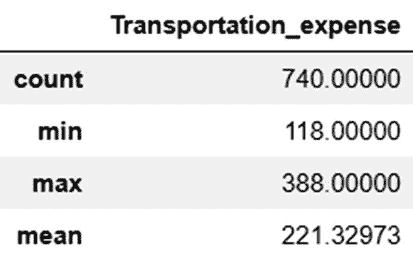 Transportation_expense
count 740.00000
min 118.00000
max 388.00000
mean 221.32973